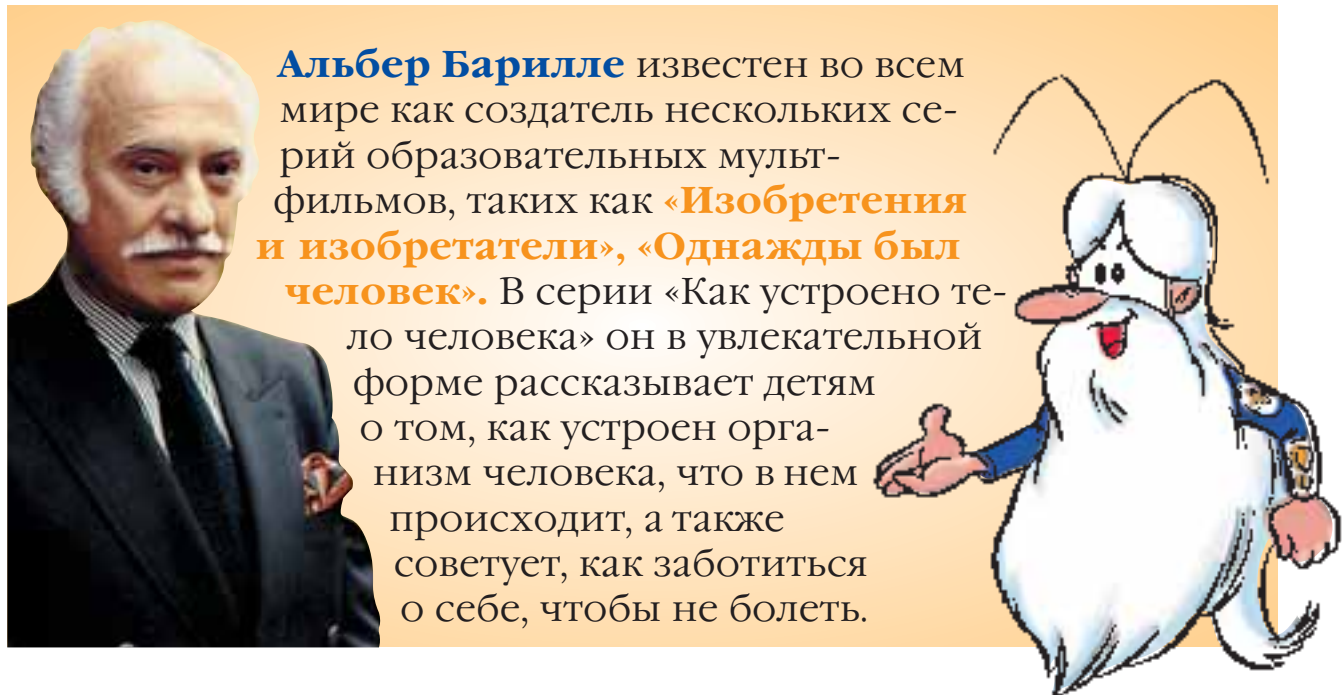 Альбер Барилле известен во всем
мире как создатель нескольких се-
рий образовательных мульт-
фильмов, таких как «Изобретения
и изобретатели», «Однажды был
человек». В серии «Как устроено те-
ло человека» он в увлекательной
форме рассказывает детям
о том, как устроен орга-
низм человека, что в нем
происходит, а также
советует, как заботиться
о себе, чтобы не болеть.